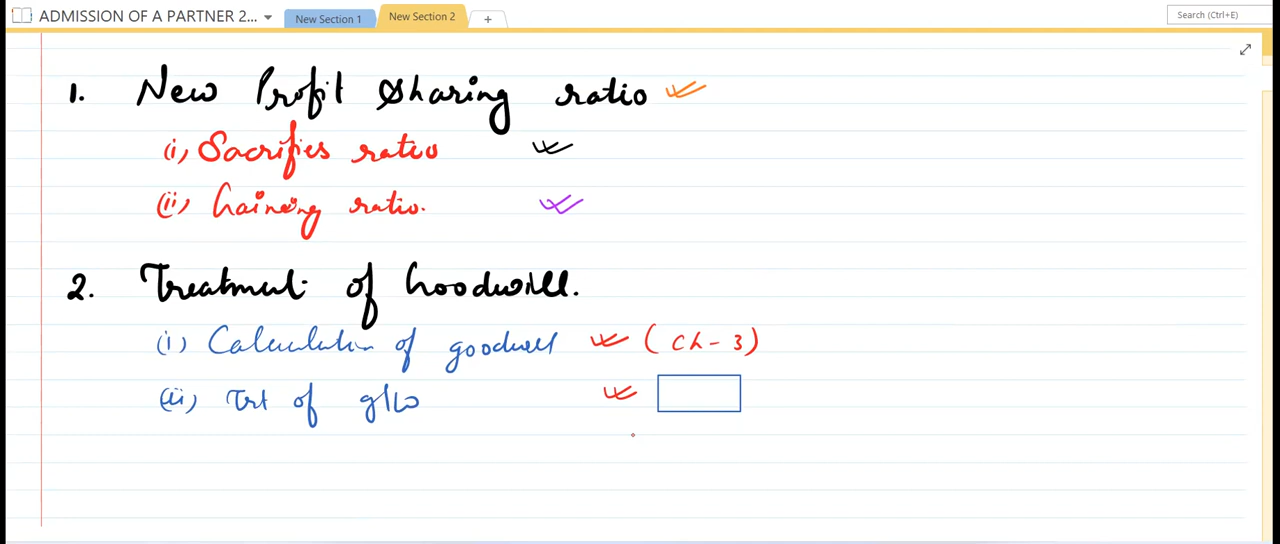 ADMISSION OF A PARTNER 2...
New Section 1
New Section 2
+
Search (Ctrl+E)
1. New Profit Sharing ratio
(i) Sacrifies ratio
(ii) Gaining ratio.
2. Treatment of Goodwill.
(i) Calculation of goodwill (Ch-3)
(ii) Trt of g/w